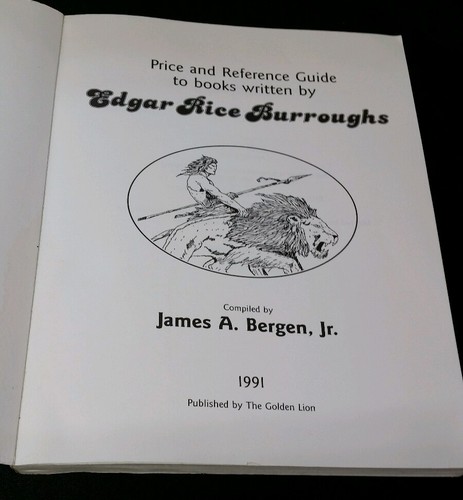 Price and Reference Guide
to books written by
Edgar Rice Burroughs
Compiled by
James A. Bergen, Jr.
1991
Published by The Golden Lion